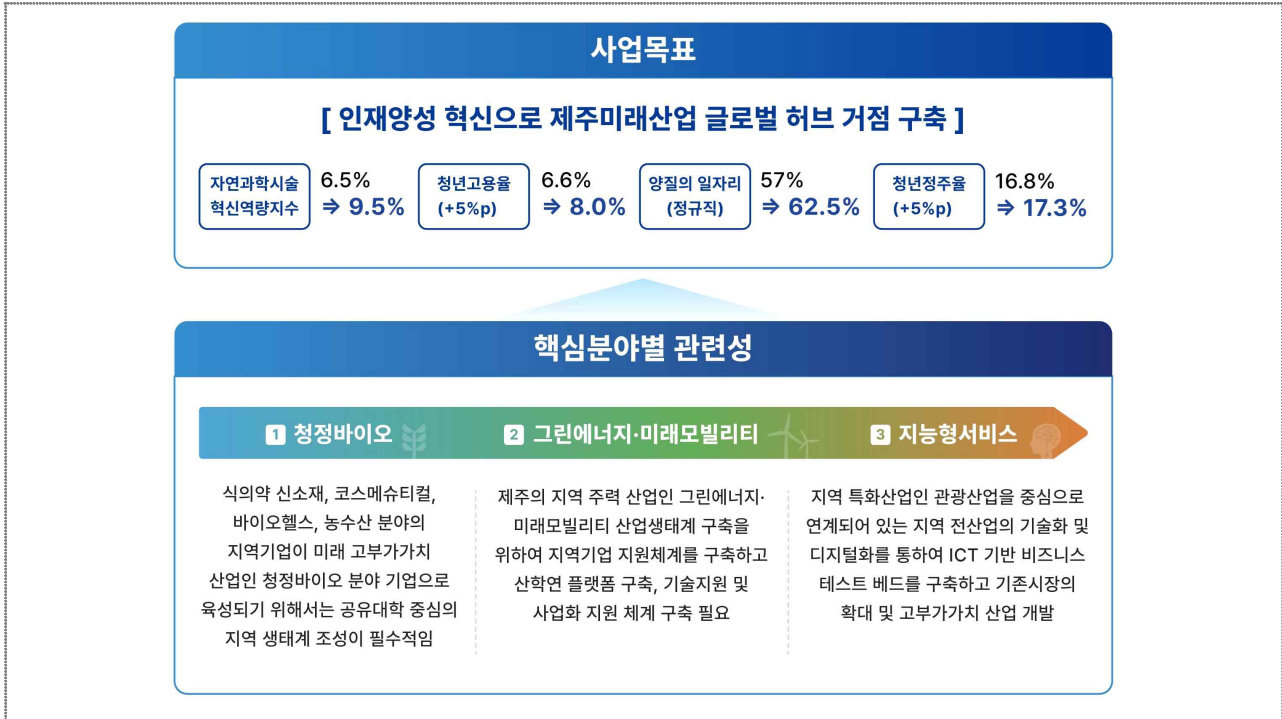 사업목표
[ 인재양성 혁신으로 제주미래산업 글로벌 허브 거점 구축 ]
자연과학시술
혁신역량지수
6.5%
⇒ 9.5%
청년고용율
(+5%p)
6.6%
⇒ 8.0%
양질의 일자리
(정규직)
57%
⇒ 62.5%
청년정주율
(+5%p)
16.8%
⇒ 17.3%
핵심분야별 관련성
1 청정바이오
식의약 신소재, 코스메슈티컬,
바이오헬스, 농수산 분야의
지역기업이 미래 고부가가치
산업인 청정바이오 분야 기업으로
육성되기 위해서는 공유대학 중심의
지역 생태계 조성이 필수적임
2 그린에너지·미래모빌리티
제주의 지역 주력 산업인 그린에너지·
미래모빌리티 산업생태계 구축을
위하여 지역기업 지원체계를 구축하고
산학연 플랫폼 구축, 기술지원 및
사업화 지원 체계 구축 필요
3 지능형서비스
지역 특화산업인 관광산업을 중심으로
연계되어 있는 지역 전산업의 기술화 및
디지털화를 통하여 ICT 기반 비즈니스
테스트 베드를 구축하고 기존시장의
확대 및 고부가가치 산업 개발